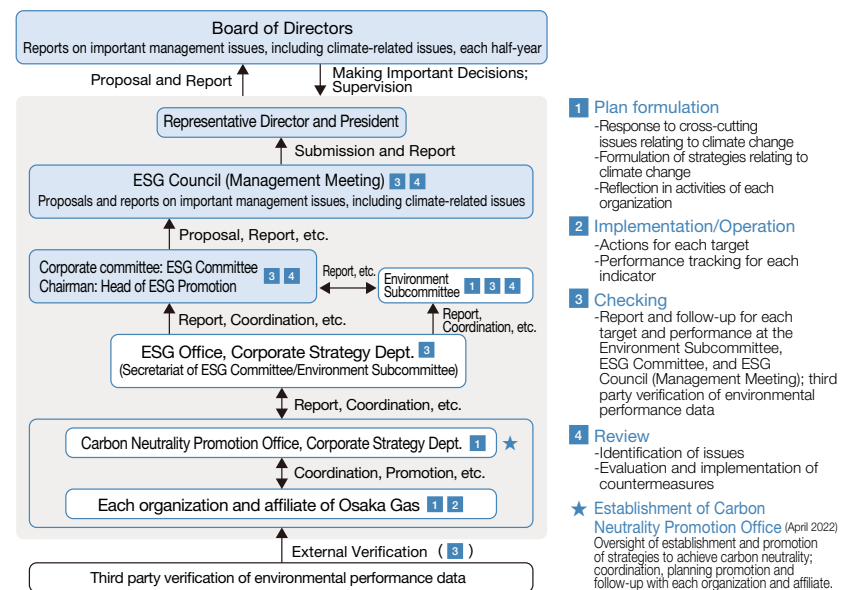 Board of Directors
Reports on important management issues, including climate-related issues, each half-year
Proposal and Report
Making Important Decisions;
Supervision
Representative Director and President
Submission and Report
ESG Council (Management Meeting) 3 4
Proposals and reports on important management issues, including climate-related issues
Proposal, Report, etc.
Corporate committee: ESG Committee
Chairman: Head of ESG Promotion
3 4
Report, etc.
Environment
Subcommittee 1 3 4
Report, Coordination, etc.
Report,
Coordination, etc.
ESG Office, Corporate Strategy Dept. 3
(Secretariat of ESG Committee/Environment Subcommittee)
Report, Coordination, etc.
Carbon Neutrality Promotion Office, Corporate Strategy Dept. 1 ★
Coordination, Promotion, etc.
Each organization and affiliate of Osaka Gas 1 2
External Verification ( 3 )
Third party verification of environmental performance data
1 Plan formulation
-Response to cross-cutting
issues relating to climate change
-Formulation of strategies relating to
climate change
-Reflection in activities of each
organization
2 Implementation/Operation
-Actions for each target
-Performance tracking for each
indicator
3 Checking
-Report and follow-up for each
target and performance at the
Environment Subcommittee,
ESG Committee, and ESG
Council (Management Meeting); third
party verification of environmental
performance data
4 Review
-Identification of issues
-Evaluation and implementation of
countermeasures
★ Establishment of Carbon
Neutrality Promotion Office (April 2022)
Oversight of establishment and promotion
of strategies to achieve carbon neutrality;
coordination, planning promotion and
follow-up with each organization and affiliate.